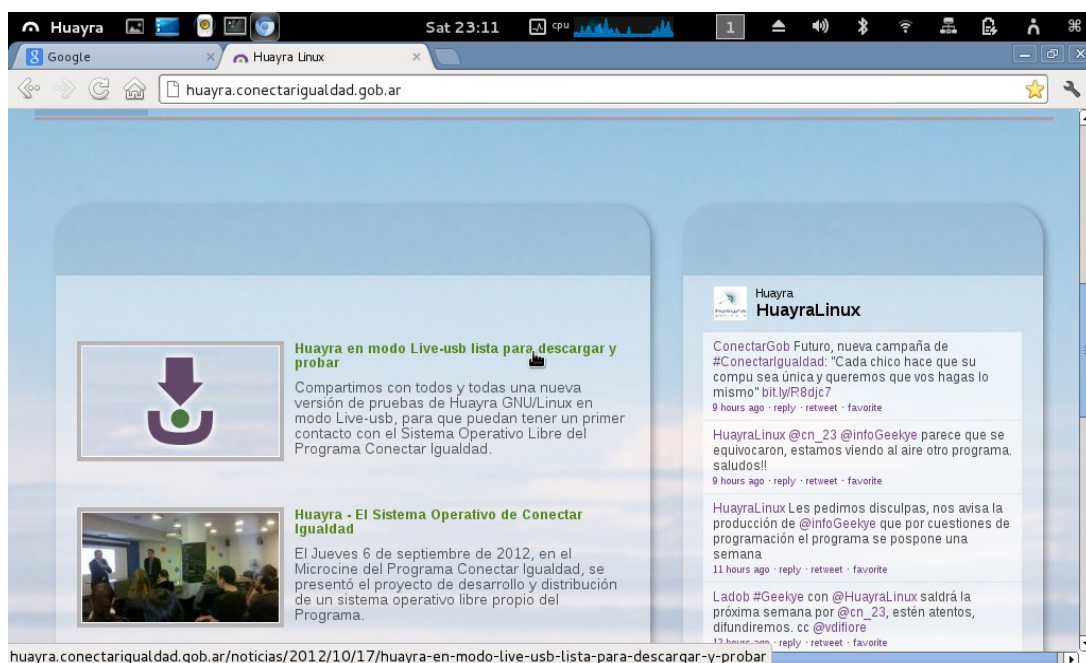 Huayra
Sat 23:11
cpu
1
Google
Huayra Linux
huayra.conectarigualdad.gob.ar
Huayra en modo Live-usb lista para descargar y
probar
Compartimos con todos y todas una nueva
versión de pruebas de Huayra GNU/Linux en
modo Live-usb, para que puedan tener un primer
contacto con el Sistema Operativo Libre del
Programa Conectar Igualdad.
Huayra - El Sistema Operativo de Conectar
Igualdad
El Jueves 6 de septiembre de 2012, en el
Microcine del Programa Conectar Igualdad, se
presentó el proyecto de desarrollo y distribución
de un sistema operativo libre propio del
Programa.
Huayra
HuayraLinux
ConectarGob Futuro, nueva campaña de
#ConectarIgualdad: "Cada chico hace que su
compu sea única y queremos que vos hagas lo
mismo" bit.ly/P8djc7
9 hours ago · reply · retweet · favorite
HuayraLinux @cn_23 @infoGeekye parece que se
equivocaron, estamos viendo al aire otro programa.
saludos!!
9 hours ago · reply · retweet · favorite
HuayraLinux Les pedimos disculpas, nos avisa la
producción de @infoGeekye que por cuestiones de
programación el programa se pospone una
semana
11 hours ago · reply · retweet · favorite
Ladob #Geekye con @HuayraLinux saldrá la
próxima semana por @cn_23, estén atentos,
difundiremos. cc @vdifiore
12 hours ago · reply · retweet · favorite
huayra.conectarigualdad.gob.ar/noticias/2012/10/17/huayra-en-modo-live-usb-lista-para-descargar-y-probar